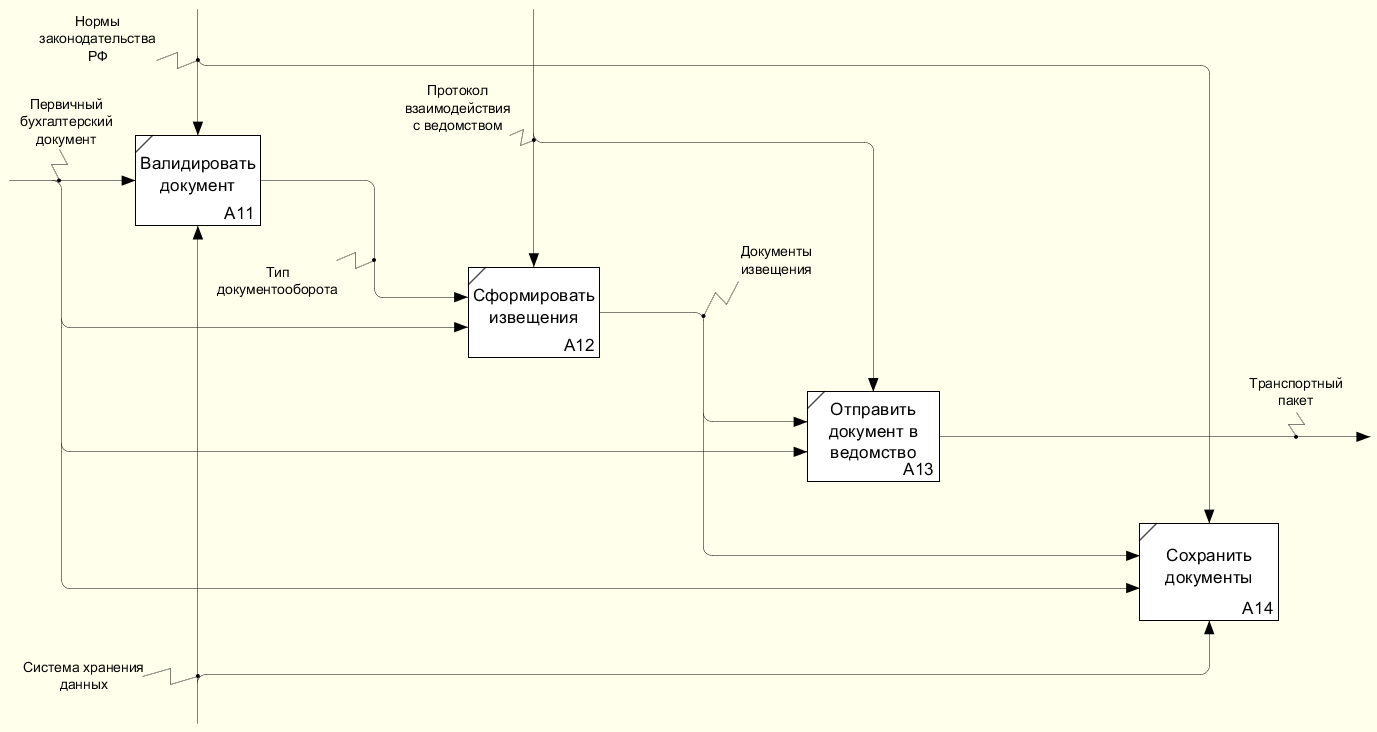 Нормы
законодательства
РФ
Первичный
бухгалтерский
документ
Протокол
взаимодействия
с ведомством
Валидировать
документ
A11
Тип
документооборота
Документы
извещения
Сформировать
извещения
A12
Транспортный
пакет
Отправить
документ в
ведомство
A13
Сохранить
документы
A14
Система хранения
данных